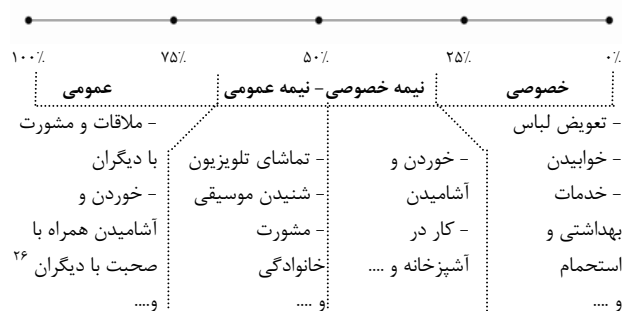 ۰٪ ۲۵٪ ۵۰٪ ۷۵٪ ۱۰۰٪
خصوصی نیمه خصوصی- نیمه عمومی عمومی
- تعویض لباس
- خوابیدن
- خدمات
بهداشتی و
استحمام
و ....
- خوردن و
آشامیدن
- کار در
آشپزخانه و ....
- تماشای تلویزیون
- شنیدن موسیقی
- مشورت
خانوادگی
و ....
- ملاقات و مشورت
با دیگران
- خوردن و
آشامیدن همراه با
صحبت با دیگران ۲۶
و....